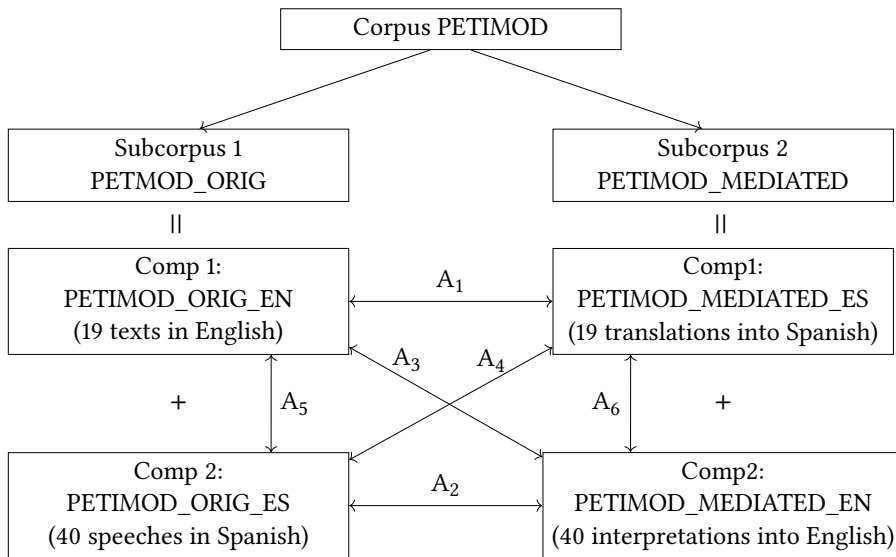 Corpus PETIMOD
Subcorpus 1
PETMOD_ORIG
Subcorpus 2
PETIMOD_MEDIATED
=
=
Comp 1:
PETIMOD_ORIG_EN
(19 texts in English)
A1
Comp1:
PETIMOD_MEDIATED_ES
(19 translations into Spanish)
A3
A4
+
A5
A6
+
Comp 2:
PETIMOD_ORIG_ES
(40 speeches in Spanish)
A2
Comp2:
PETIMOD_MEDIATED_EN
(40 interpretations into English)